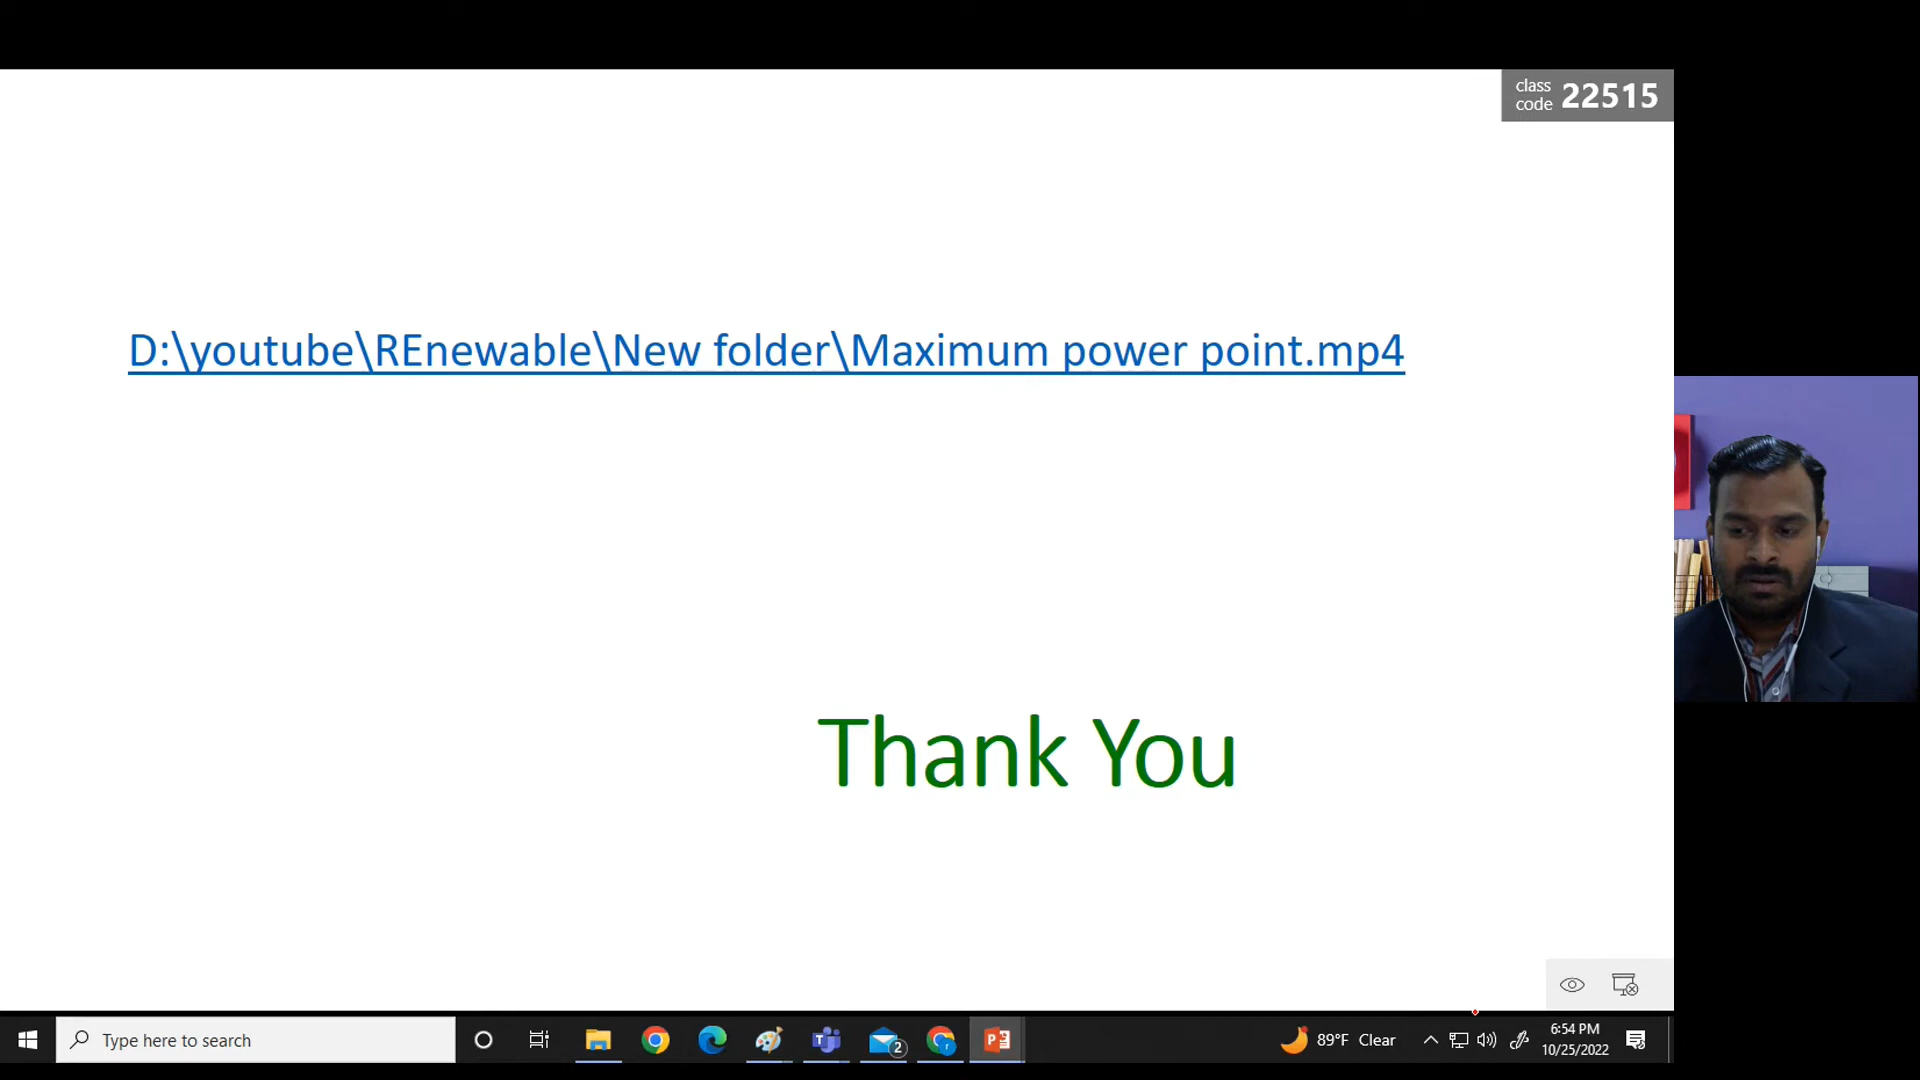 class
code 22515
D:\youtube\REnewable\New folder\Maximum power point.mp4
Thank You
Type here to search
2
89°F Clear
6:54 PM
10/25/2022